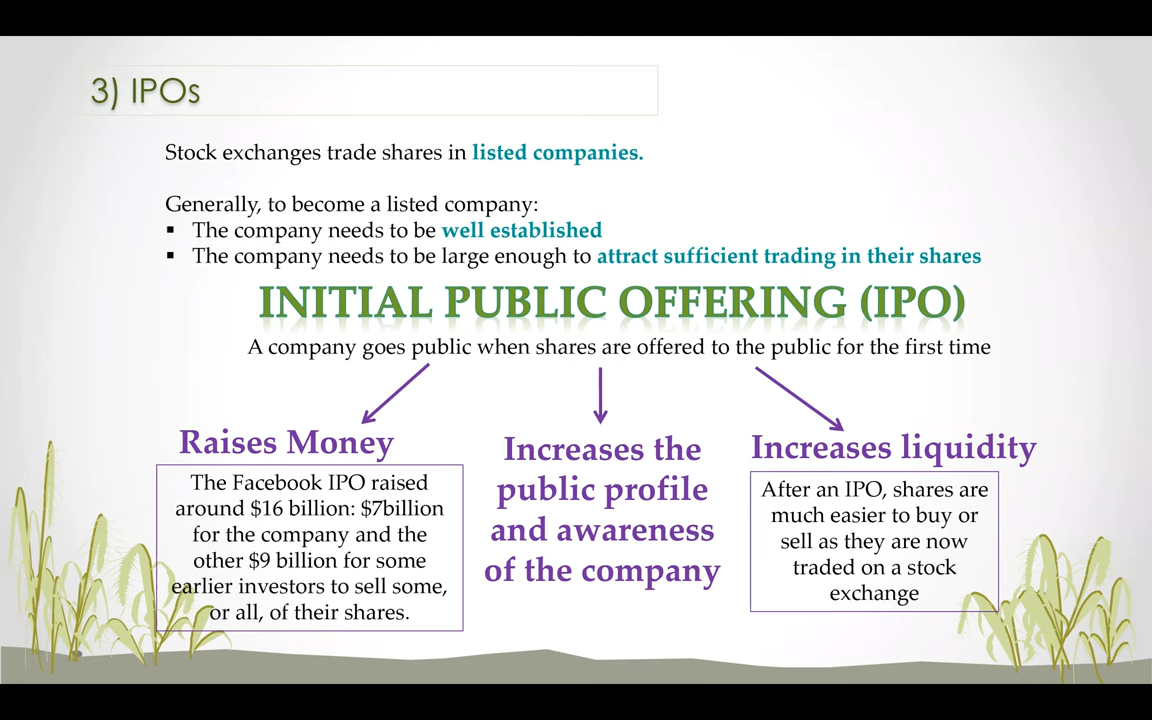 3) IPOs
Stock exchanges trade shares in listed companies.
Generally, to become a listed company:
▪ The company needs to be well established
▪ The company needs to be large enough to attract sufficient trading in their shares
INITIAL PUBLIC OFFERING (IPO)
A company goes public when shares are offered to the public for the first time
Raises Money
The Facebook IPO raised
around $16 billion: $7billion
for the company and the
other $9 billion for some
earlier investors to sell some,
or all, of their shares.
Increases the
public profile
and awareness
of the company
Increases liquidity
After an IPO, shares are
much easier to buy or
sell as they are now
traded on a stock
exchange